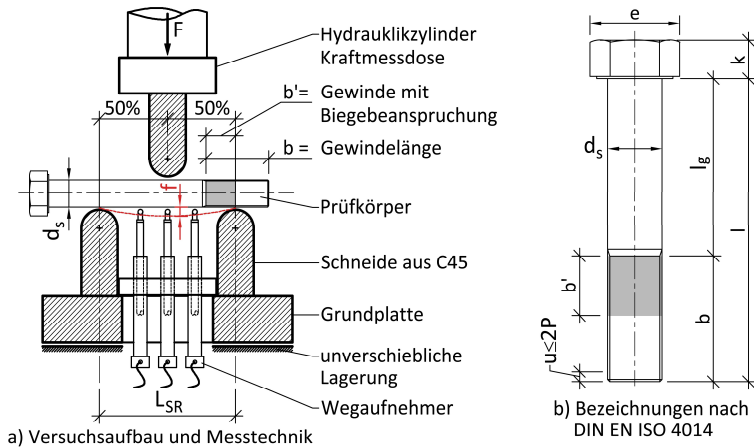 F
Hydrauklikzylinder
Kraftmessdose
50%
50%
b'= Gewinde mit
Biegebeanspruchung
b = Gewindelänge
f
d_s
Prüfkörper
Schneide aus C45
Grundplatte
unverschiebliche
Lagerung
L_SR
Wegaufnehmer
a) Versuchsaufbau und Messtechnik
e
k
d_s
l_g
l
b'
b
u≤2P
b) Bezeichnungen nach
DIN EN ISO 4014